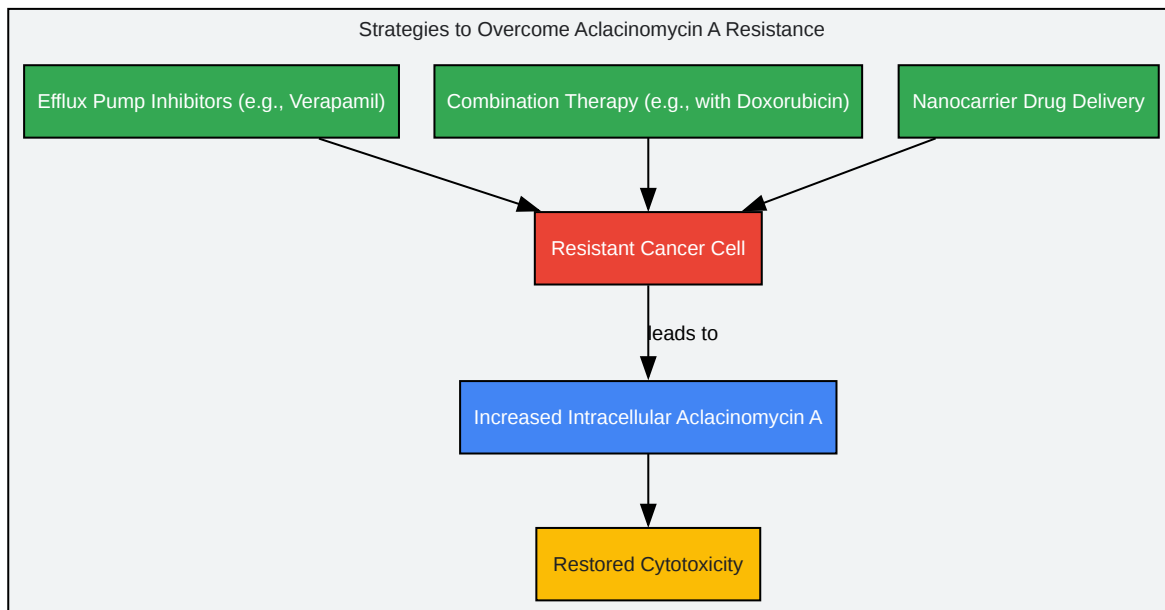 Strategies to Overcome Aclacinomycin A Resistance
Efflux Pump Inhibitors (e.g., Verapamil)
Combination Therapy (e.g., with Doxorubicin)
Nanocarrier Drug Delivery
Resistant Cancer Cell
leads to
Increased Intracellular Aclacinomycin A
Restored Cytotoxicity